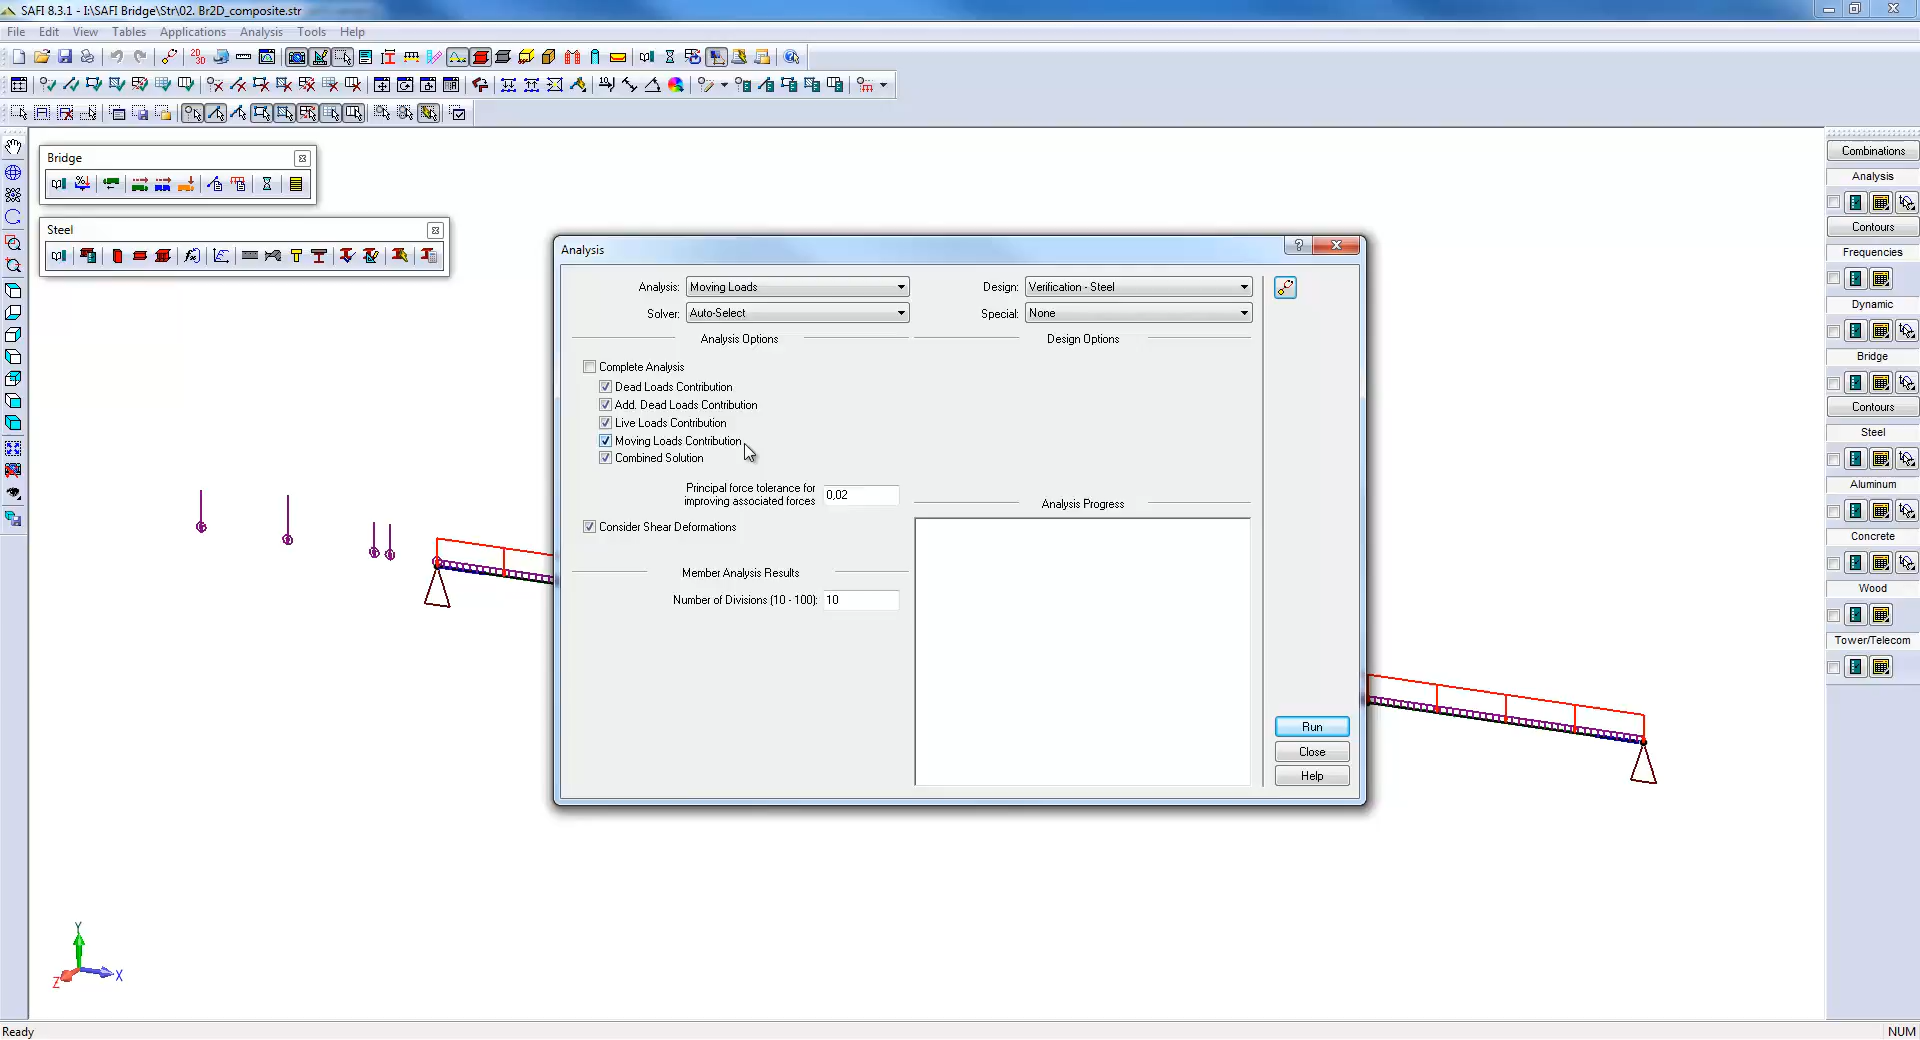 SAFI 8.3.1 - I:\SAFI Bridge\Str\02. Br2D_composite.str
File Edit View Tables Applications Analysis Tools Help
Bridge
Steel
Combinations
Analysis
Contours
Frequencies
Dynamic
Bridge
Contours
Steel
Aluminum
Concrete
Wood
Tower/Telecom
Analysis
Analysis: Moving Loads
Design: Verification - Steel
Solver: Auto-Select
Special: None
Analysis Options
Design Options
Complete Analysis
Dead Loads Contribution
Add. Dead Loads Contribution
Live Loads Contribution
Moving Loads Contribution
Combined Solution
Principal force tolerance for
improving associated forces 0,02
Analysis Progress
Consider Shear Deformations
Member Analysis Results
Number of Divisions (10 - 100): 10
Run
Close
Help
Y
X
Z
Ready
NUM